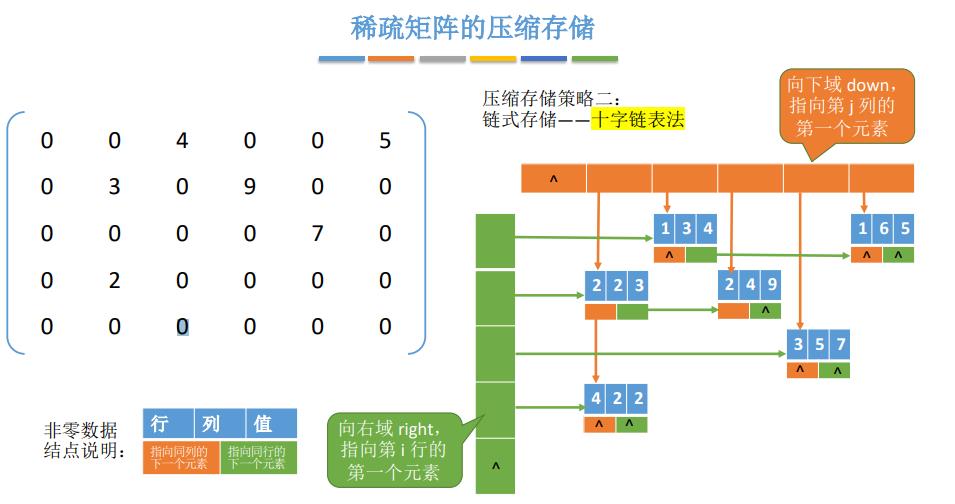 稀疏矩阵的压缩存储
压缩存储策略二：
链式存储——十字链表法
向下域 down，
指向第 j 列的
第一个元素
0 0 4 0 0 5
0 3 0 9 0 0
0 0 0 0 7 0
0 2 0 0 0 0
0 0 0 0 0 0
^
1 3 4
^
1 6 5
^ ^
2 2 3
2 4 9
^
3 5 7
^ ^
4 2 2
^ ^
^
非零数据
结点说明：
行 列 值
指向同列的
下一个元素
指向同行的
下一个元素
向右域 right，
指向第 i 行的
第一个元素